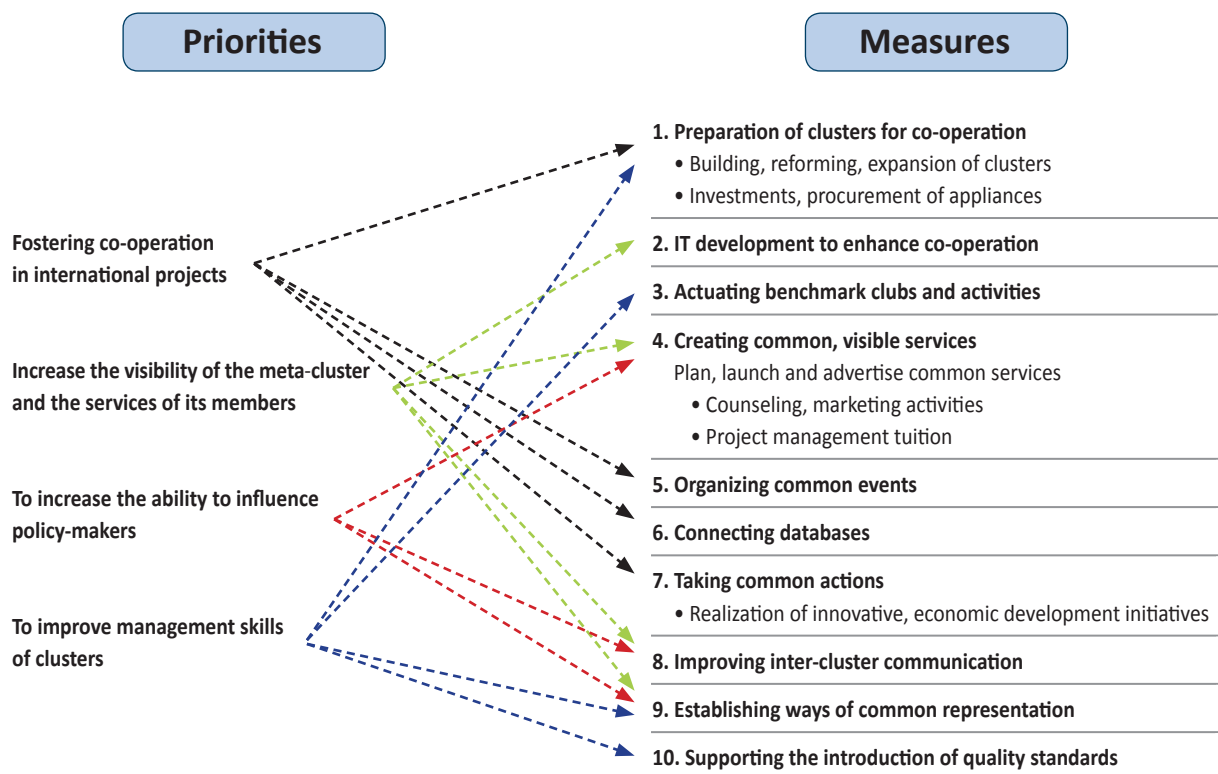 Priorities
Measures
Fostering co-operation
in international projects
Increase the visibility of the meta-cluster
and the services of its members
To increase the ability to influence
policy-makers
To improve management skills
of clusters
1. Preparation of clusters for co-operation
• Building, reforming, expansion of clusters
• Investments, procurement of appliances
2. IT development to enhance co-operation
3. Actuating benchmark clubs and activities
4. Creating common, visible services
Plan, launch and advertise common services
• Counseling, marketing activities
• Project management tuition
5. Organizing common events
6. Connecting databases
7. Taking common actions
• Realization of innovative, economic development initiatives
8. Improving inter-cluster communication
9. Establishing ways of common representation
10. Supporting the introduction of quality standards